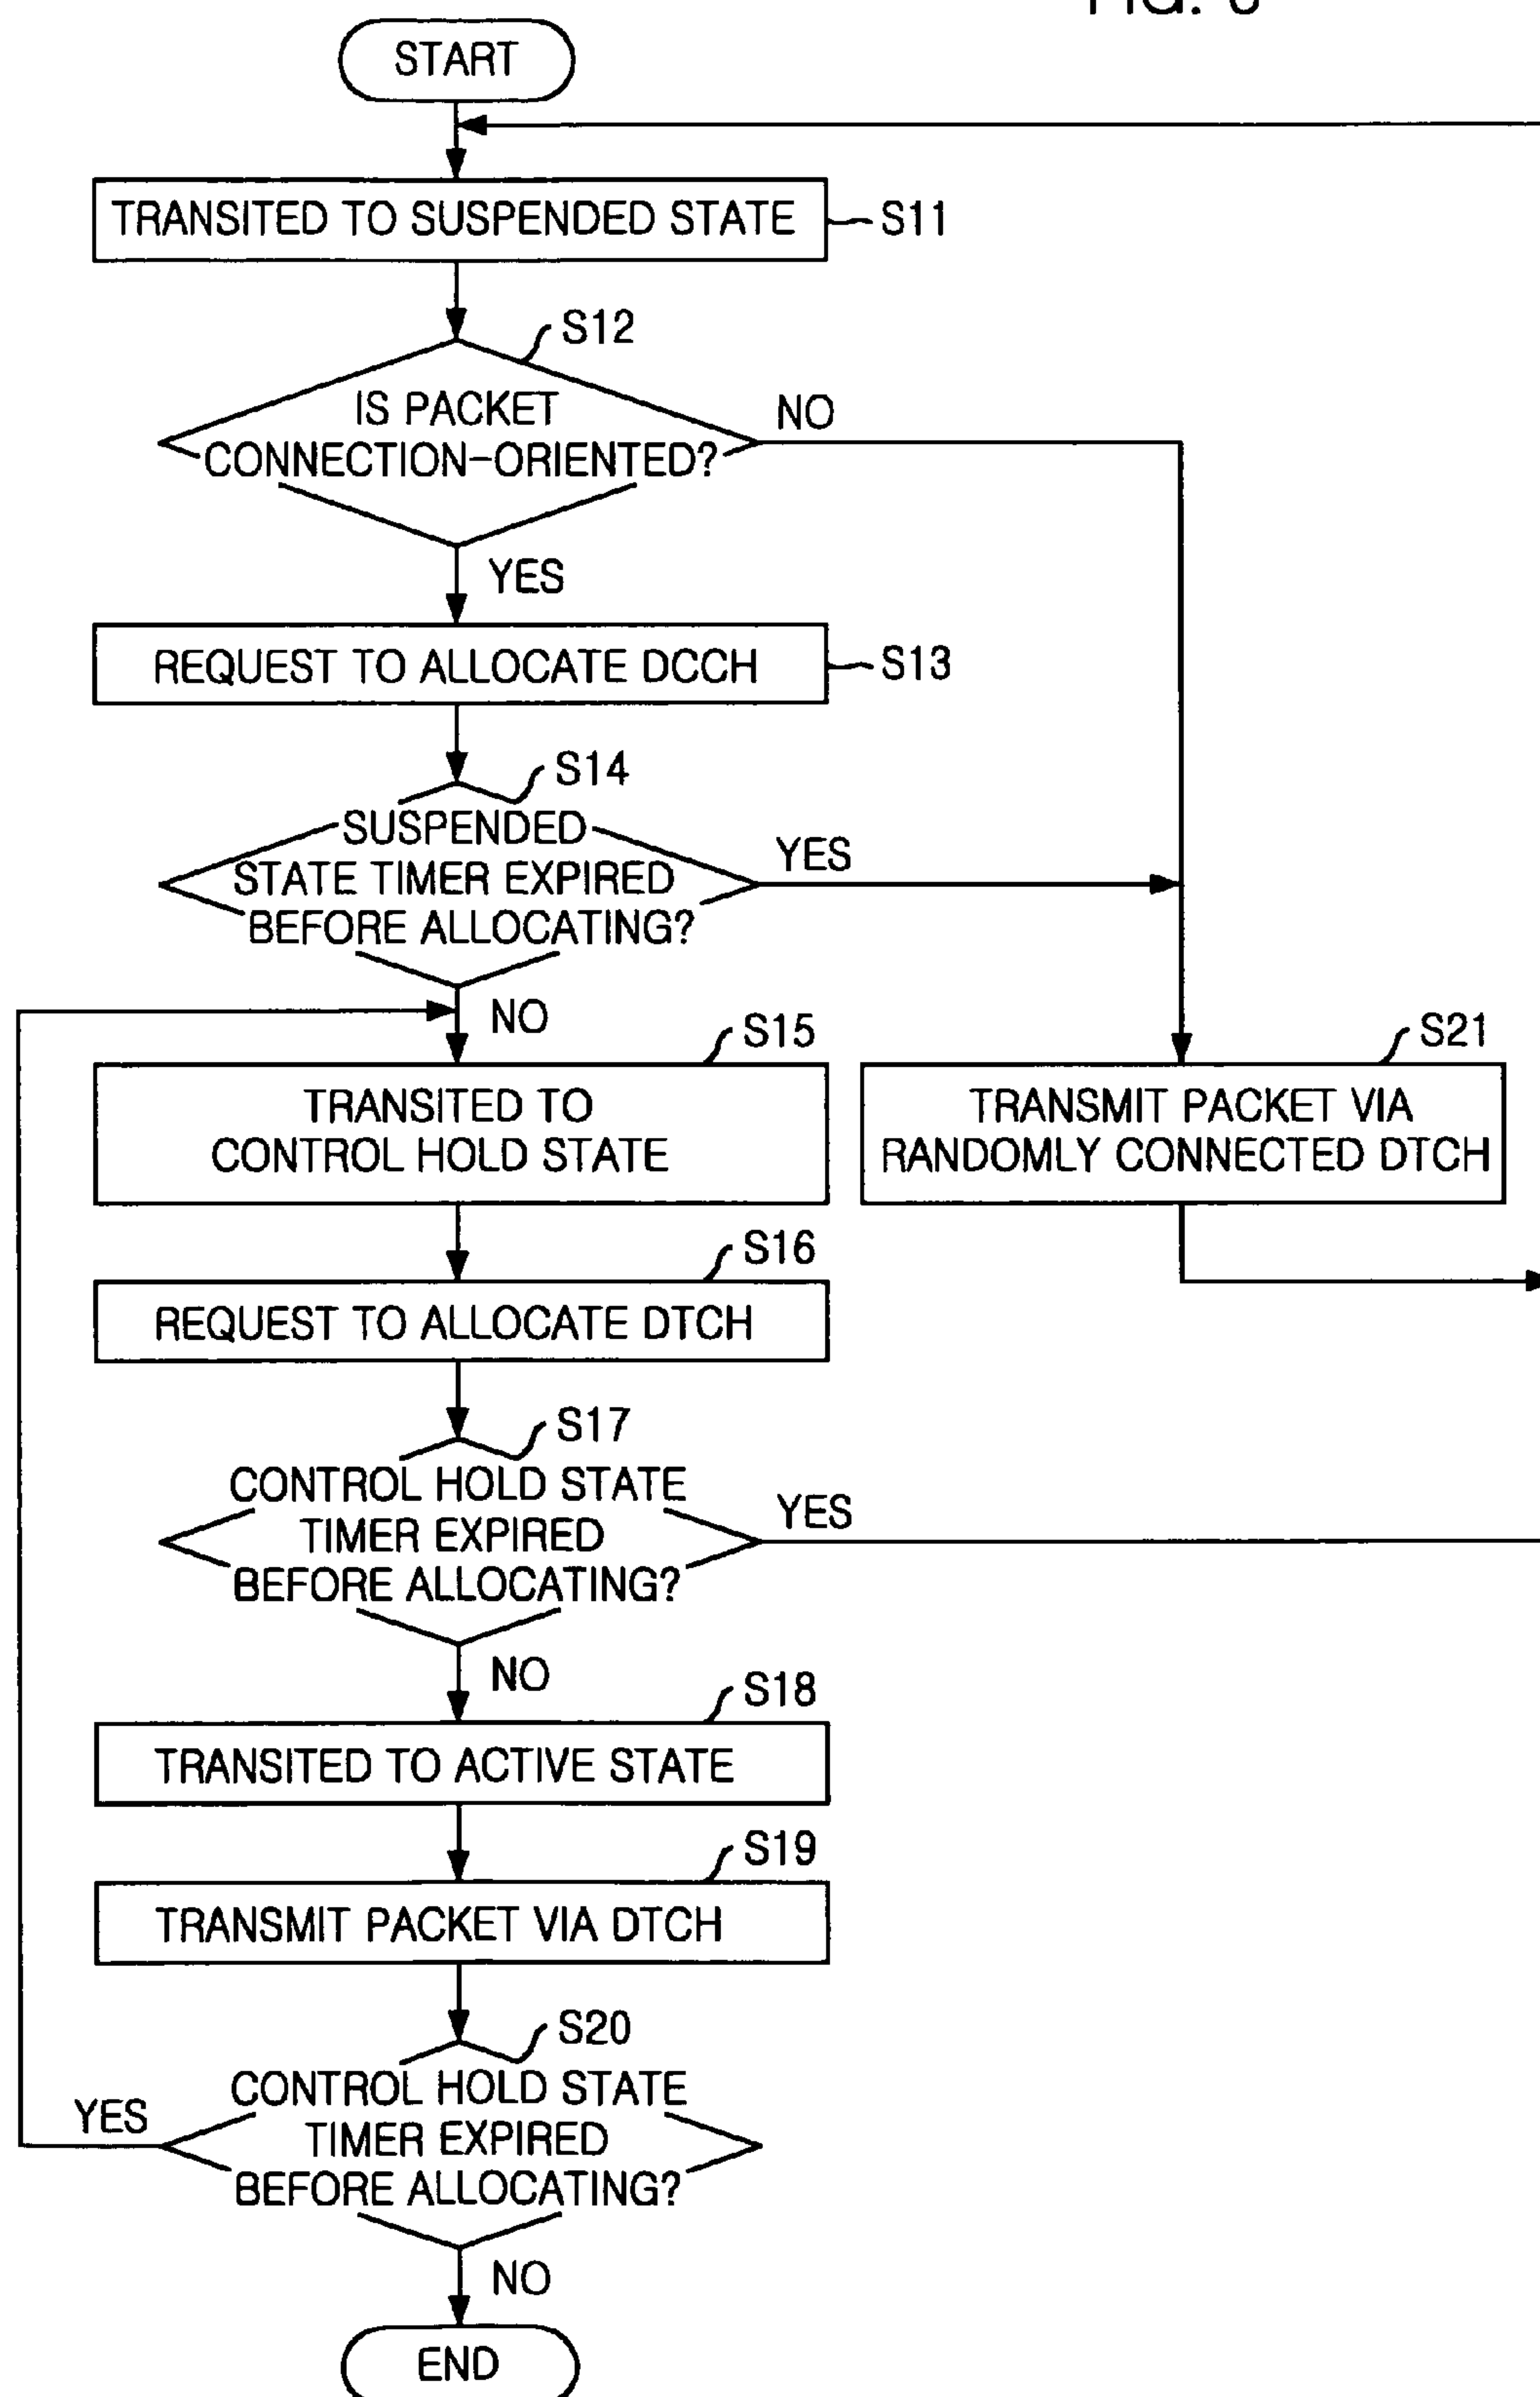 START
TRANSITED TO SUSPENDED STATE
S11
S12
IS PACKET
CONNECTION-ORIENTED?
NO
YES
REQUEST TO ALLOCATE DCCH
S13
S14
SUSPENDED
STATE TIMER EXPIRED
BEFORE ALLOCATING?
YES
NO
S15
TRANSITED TO
CONTROL HOLD STATE
S21
TRANSMIT PACKET VIA
RANDOMLY CONNECTED DTCH
S16
REQUEST TO ALLOCATE DTCH
S17
CONTROL HOLD STATE
TIMER EXPIRED
BEFORE ALLOCATING?
YES
NO
S18
TRANSITED TO ACTIVE STATE
S19
TRANSMIT PACKET VIA DTCH
S20
CONTROL HOLD STATE
TIMER EXPIRED
BEFORE ALLOCATING?
YES
NO
END